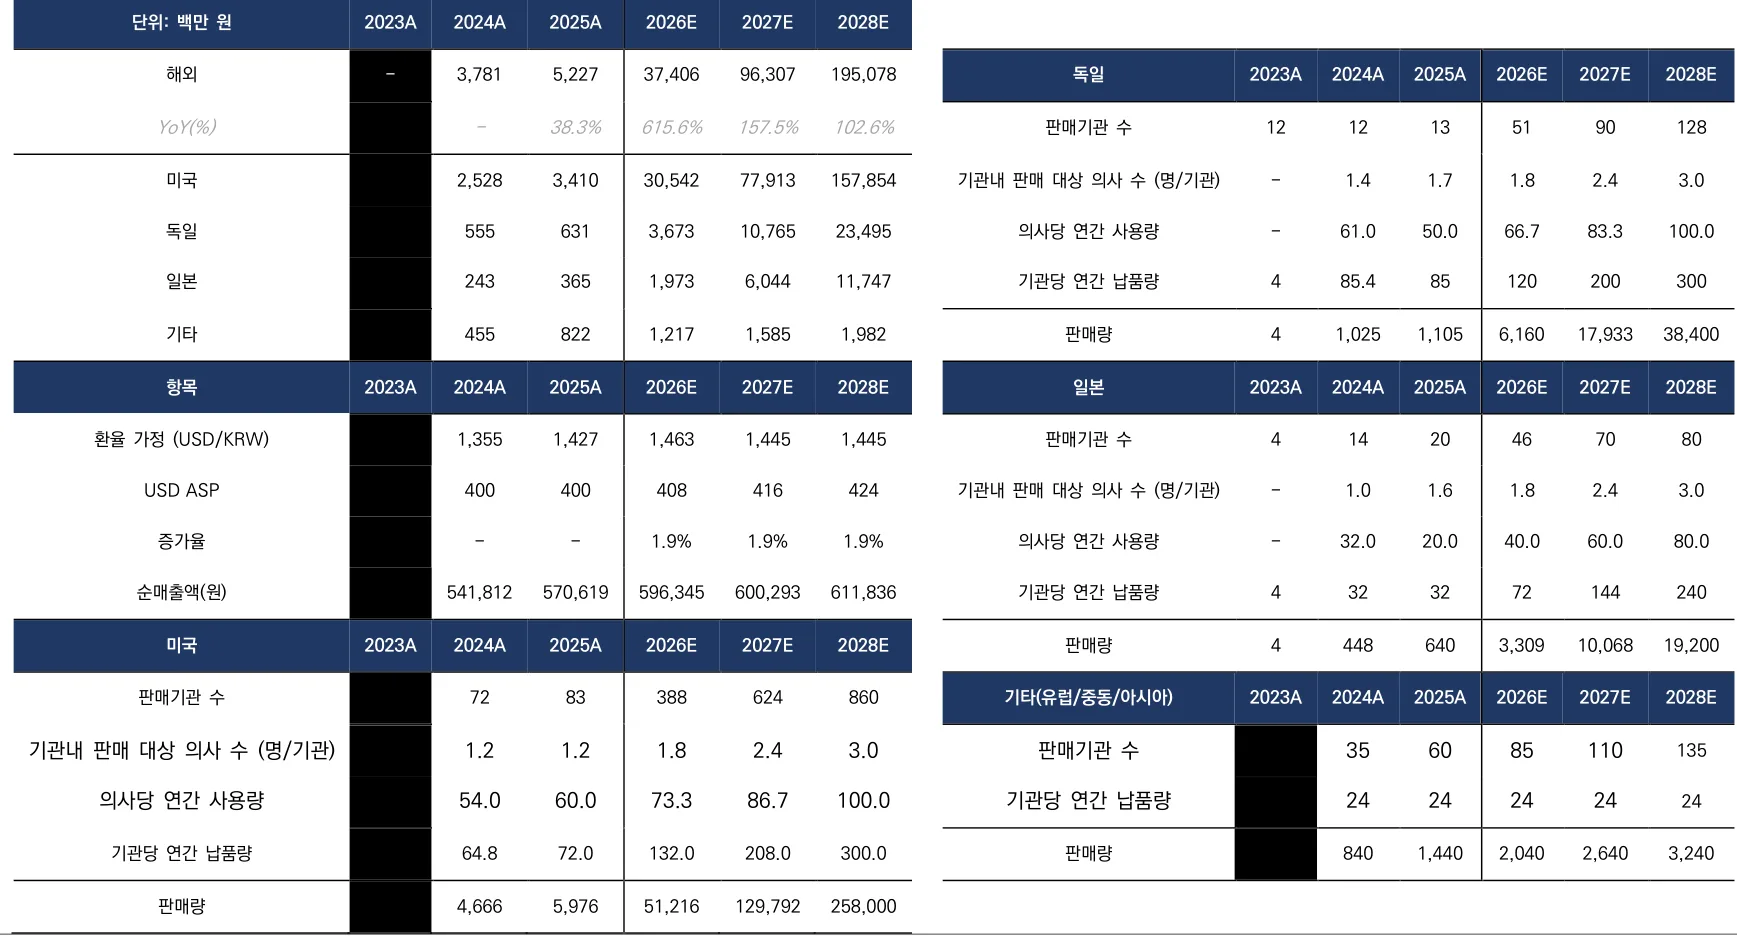 단위: 백만 원 2023A 2024A 2025A 2026E 2027E 2028E
해외 - 3,781 5,227 37,406 96,307 195,078
YoY(%) - 38.3% 615.6% 157.5% 102.6%
미국 2,528 3,410 30,542 77,913 157,854
독일 555 631 3,673 10,765 23,495
일본 243 365 1,973 6,044 11,747
기타 455 822 1,217 1,585 1,982
항목 2023A 2024A 2025A 2026E 2027E 2028E
환율 가정 (USD/KRW) 1,355 1,427 1,463 1,445 1,445
USD ASP 400 400 408 416 424
증가율 - - 1.9% 1.9% 1.9%
순매출액(원) 541,812 570,619 596,345 600,293 611,836
미국 2023A 2024A 2025A 2026E 2027E 2028E
판매기관 수 72 83 388 624 860
기관내 판매 대상 의사 수 (명/기관) 1.2 1.2 1.8 2.4 3.0
의사당 연간 사용량 54.0 60.0 73.3 86.7 100.0
기관당 연간 납품량 64.8 72.0 132.0 208.0 300.0
판매량 4,666 5,976 51,216 129,792 258,000
독일 2023A 2024A 2025A 2026E 2027E 2028E
판매기관 수 12 12 13 51 90 128
기관내 판매 대상 의사 수 (명/기관) - 1.4 1.7 1.8 2.4 3.0
의사당 연간 사용량 - 61.0 50.0 66.7 83.3 100.0
기관당 연간 납품량 4 85.4 85 120 200 300
판매량 4 1,025 1,105 6,160 17,933 38,400
일본 2023A 2024A 2025A 2026E 2027E 2028E
판매기관 수 4 14 20 46 70 80
기관내 판매 대상 의사 수 (명/기관) - 1.0 1.6 1.8 2.4 3.0
의사당 연간 사용량 - 32.0 20.0 40.0 60.0 80.0
기관당 연간 납품량 4 32 32 72 144 240
판매량 4 448 640 3,309 10,068 19,200
기타(유럽/중동/아시아) 2023A 2024A 2025A 2026E 2027E 2028E
판매기관 수 35 60 85 110 135
기관당 연간 납품량 24 24 24 24 24
판매량 840 1,440 2,040 2,640 3,240